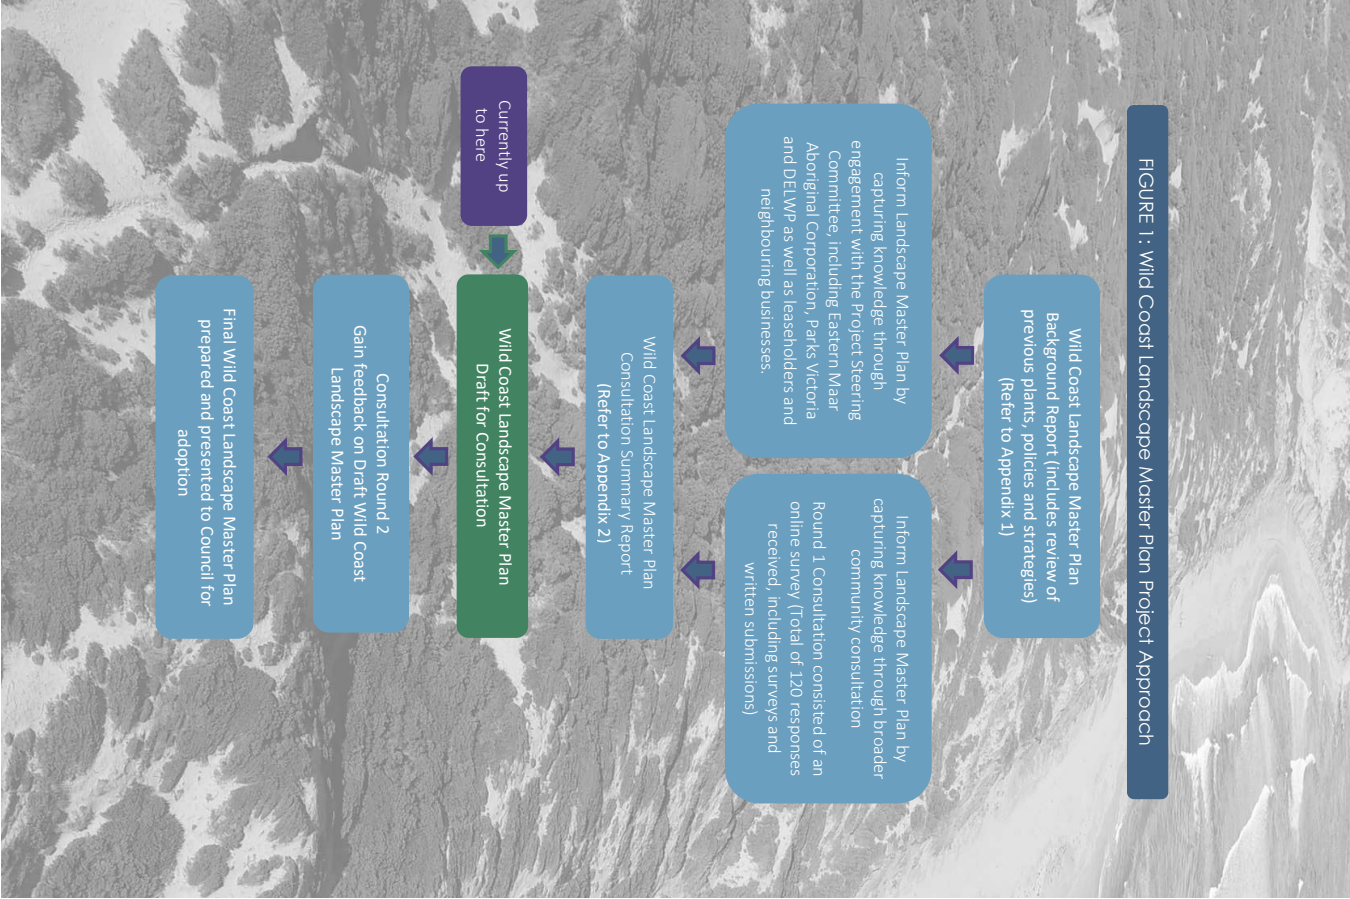 FIGURE 1: Wild Coast Landscape Master Plan Project Approach
Wild Coast Landscape Master Plan
Background Report (includes review of
previous plants, policies and strategies)
(Refer to Appendix 1)
Inform Landscape Master Plan by
capturing knowledge through
engagement with the Project Steering
Committee, including Eastern Maar
Aboriginal Corporation, Parks Victoria
and DELWP as well as leaseholders and
neighbouring businesses.
Inform Landscape Master Plan by
capturing knowledge through broader
community consultation
Round 1 Consultation consisted of an
online survey (Total of 120 responses
received, including surveys and
written submissions)
Wild Coast Landscape Master Plan
Consultation Summary Report
(Refer to Appendix 2)
Currently up
to here
Wild Coast Landscape Master Plan
Draft for Consultation
Consultation Round 2
Gain feedback on Draft Wild Coast
Landscape Master Plan
Final Wild Coast Landscape Master Plan
prepared and presented to Council for
adoption